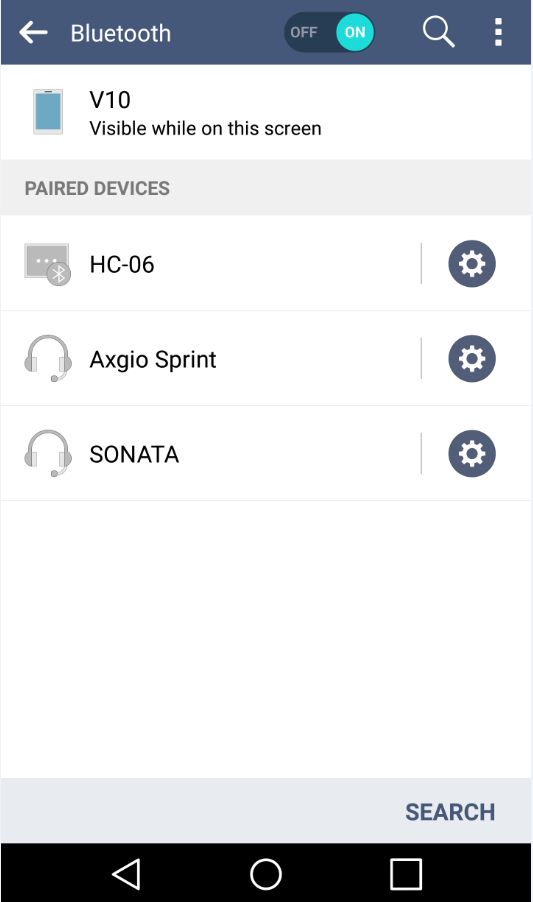 Bluetooth OFF ON
V10
Visible while on this screen
PAIRED DEVICES
HC-06
Axgio Sprint
SONATA
SEARCH